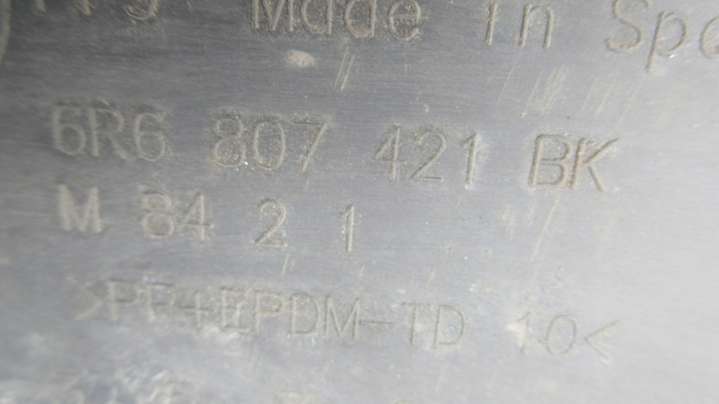 Made in Spa
6R6 807 421 BK
M 84 2 1
>PP+EPDM-TD 10<